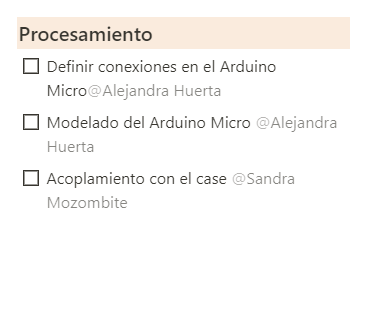 Procesamiento
Definir conexiones en el Arduino
Micro@Alejandra Huerta
Modelado del Arduino Micro @Alejandra
Huerta
Acoplamiento con el case @Sandra
Mozombite